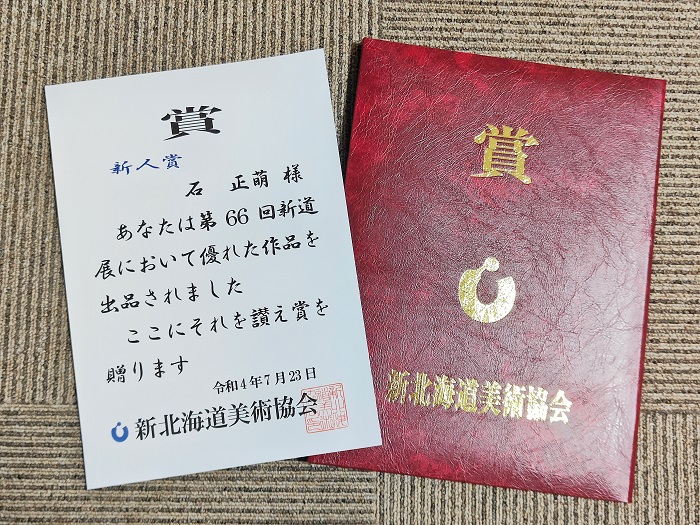 賞
新人賞
石 正萌 様
あなたは第 66 回新道
展において優れた作品を
出品されました
ここにそれを讃え賞を
贈ります
令和4年7月23日
新北海道美術協会
賞
新北海道美術協会